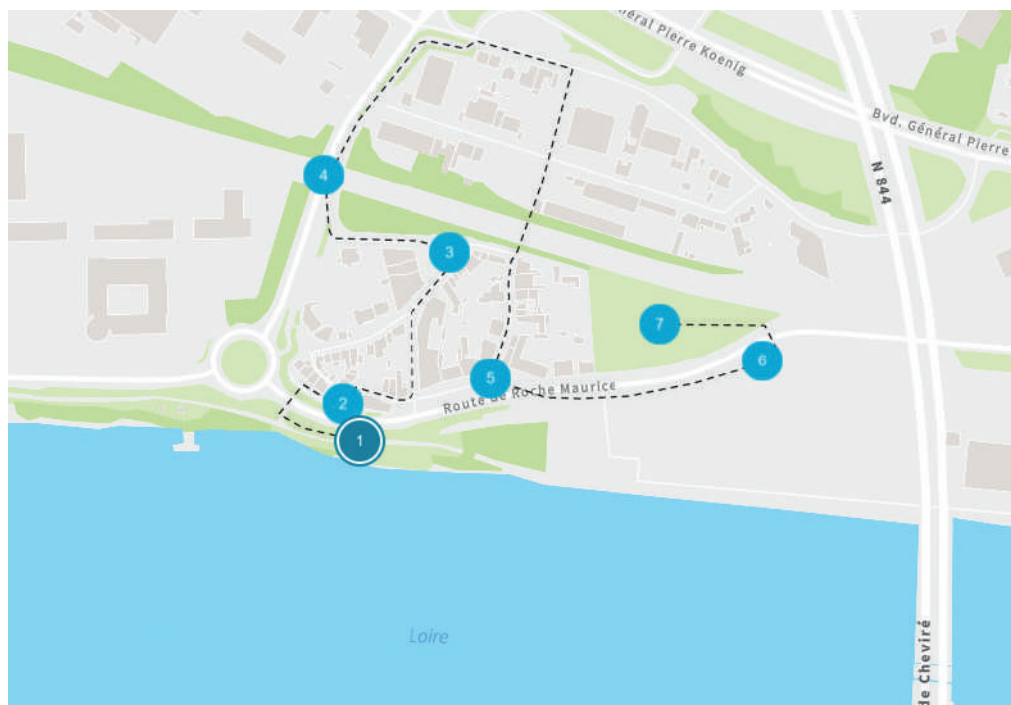 néral Pierre Koenig
Bvd. Général Pierre
N 844
4
3
7
6
5
Route de Roche Maurice
2
1
Loire
de Cheviré